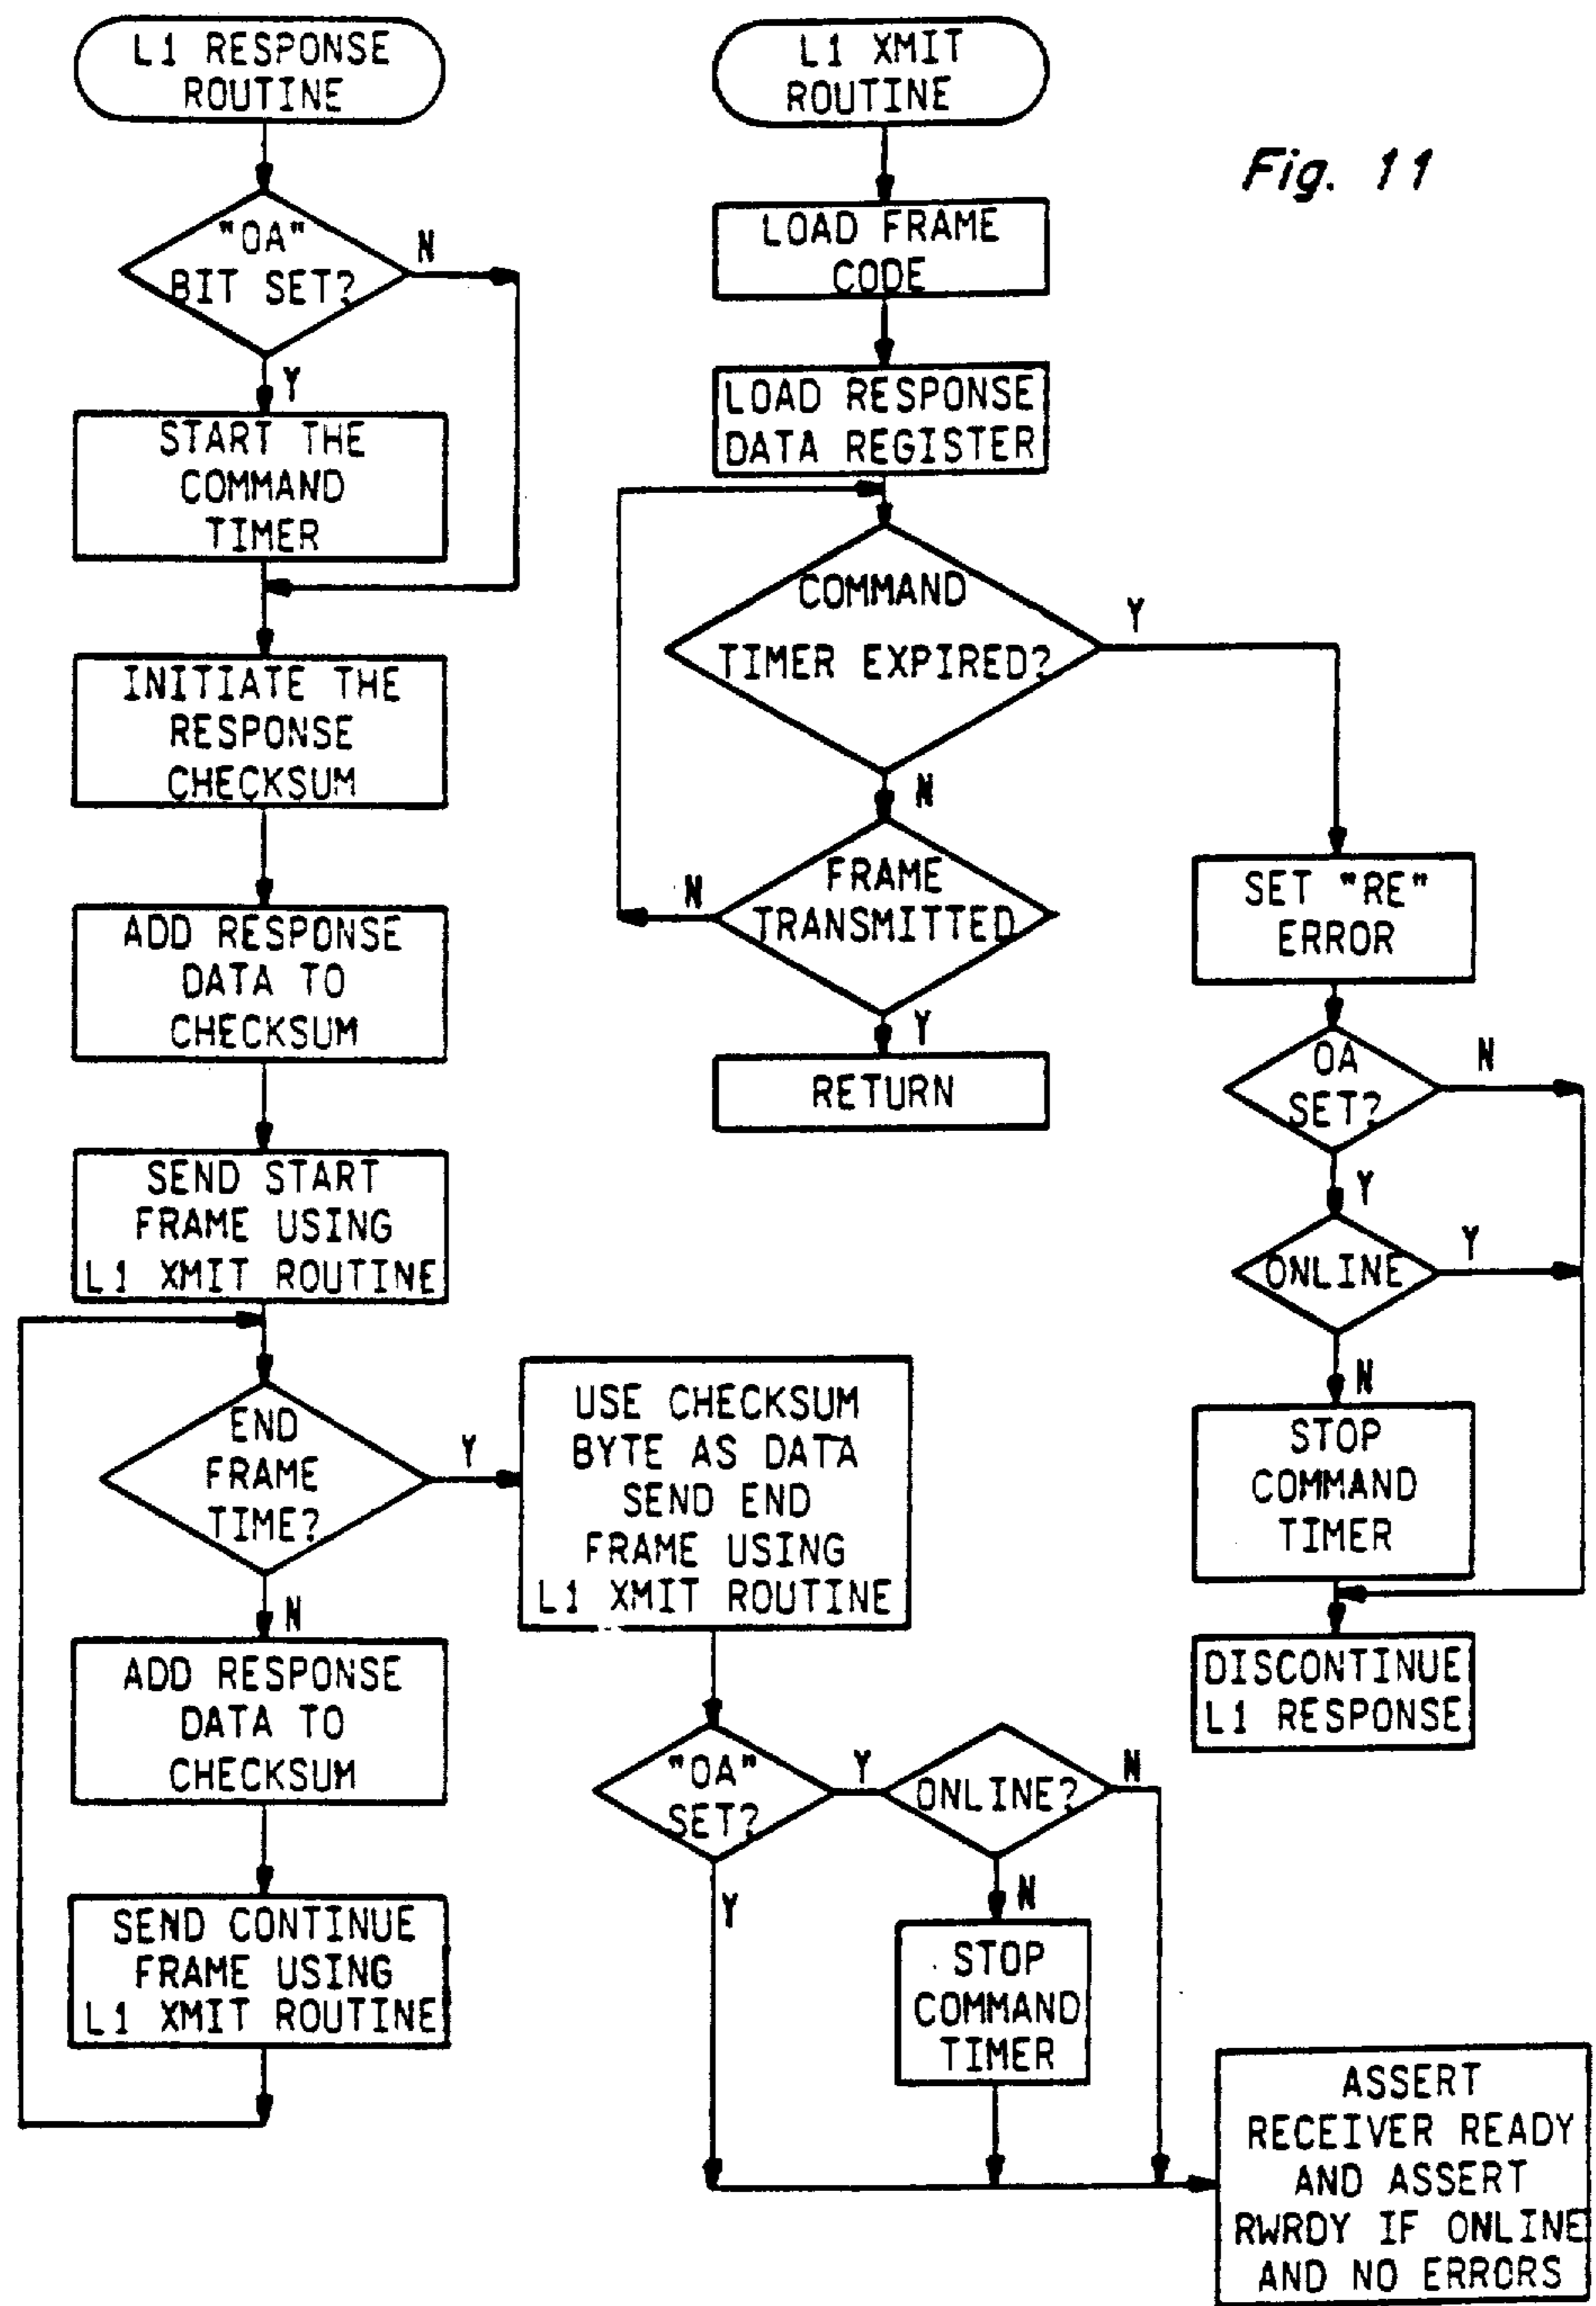 L1 RESPONSE
ROUTINE
"OA"
BIT SET?
N
Y
START THE
COMMAND
TIMER
INITIATE THE
RESPONSE
CHECKSUM
ADD RESPONSE
DATA TO
CHECKSUM
SEND START
FRAME USING
L1 XMIT ROUTINE
END
FRAME
TIME?
Y
N
ADD RESPONSE
DATA TO
CHECKSUM
SEND CONTINUE
FRAME USING
L1 XMIT ROUTINE
USE CHECKSUM
BYTE AS DATA
SEND END
FRAME USING
L1 XMIT ROUTINE
"OA"
SET?
Y
Y
ONLINE?
N
N
STOP
COMMAND
TIMER
ASSERT
RECEIVER READY
AND ASSERT
RWRDY IF ONLINE
AND NO ERRORS
L1 XMIT
ROUTINE
LOAD FRAME
CODE
LOAD RESPONSE
DATA REGISTER
COMMAND
TIMER EXPIRED?
Y
N
FRAME
TRANSMITTED
N
Y
RETURN
SET "RE"
ERROR
OA
SET?
N
Y
ONLINE
Y
N
STOP
COMMAND
TIMER
DISCONTINUE
L1 RESPONSE
Fig. 11